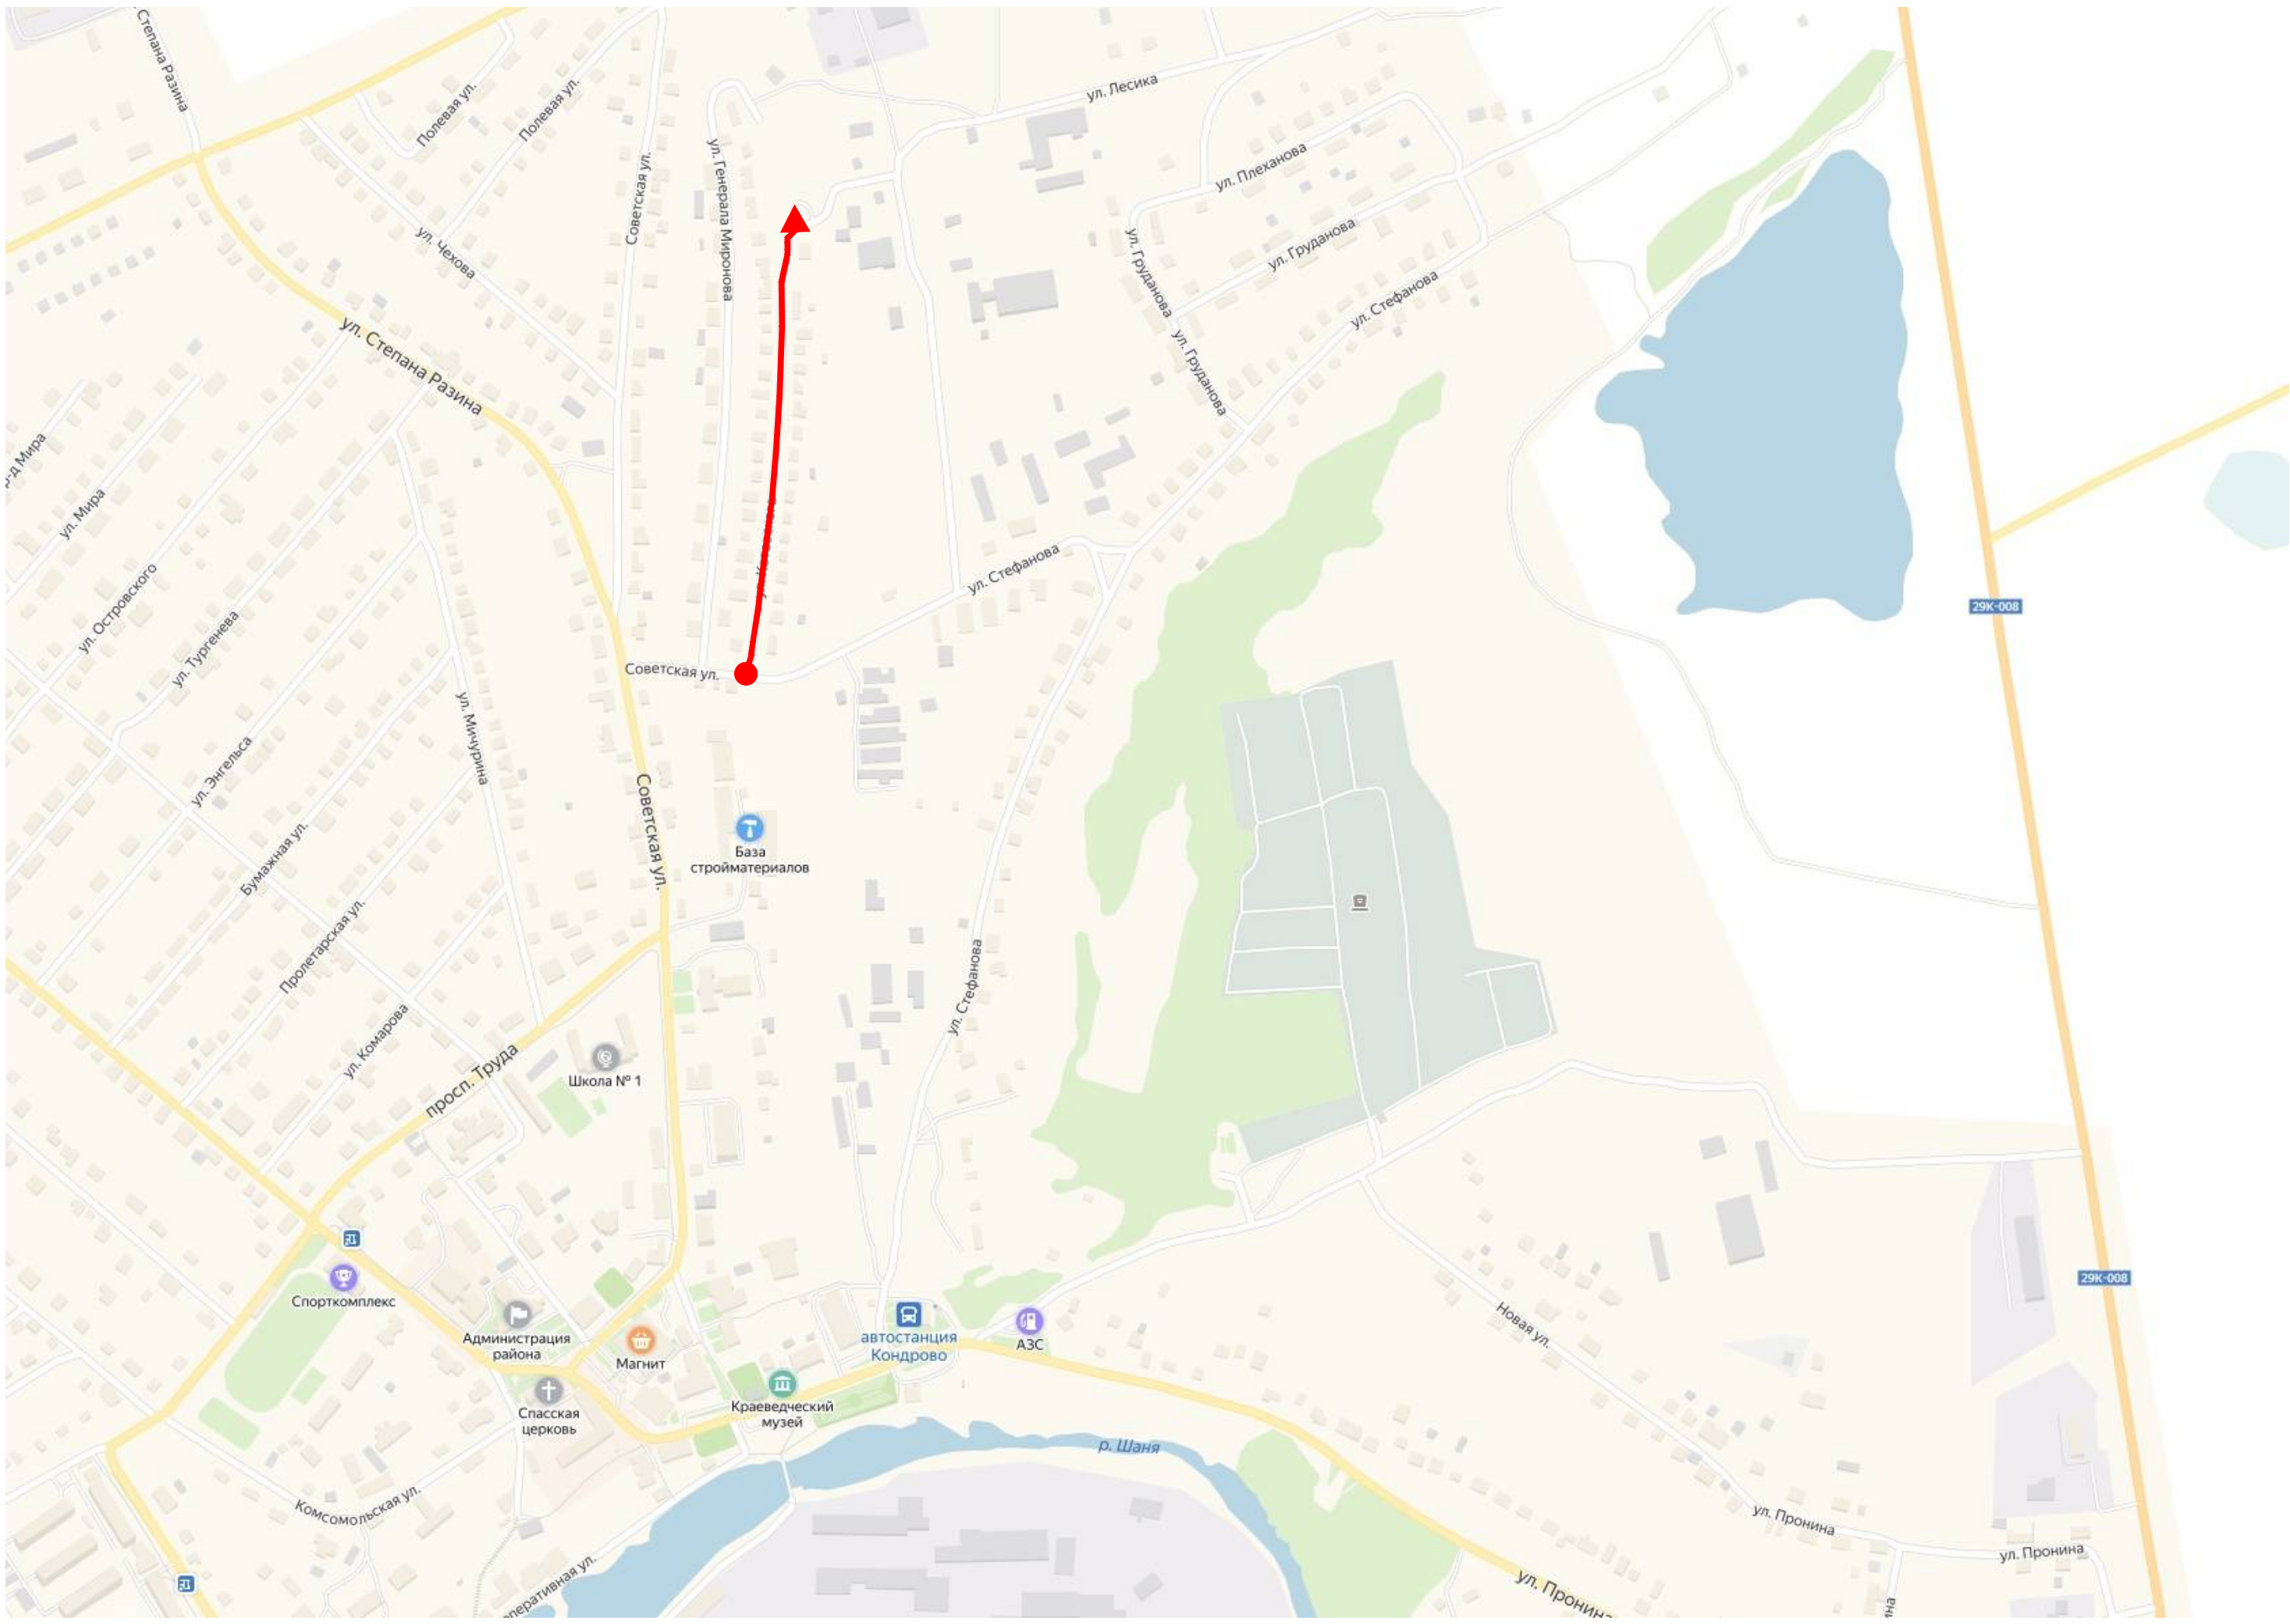 Степана Разина
Полевая ул.
Полевая ул.
ул. Лесика
ул. Генерала Миронова
Советская ул.
ул. Плеханова
ул. Чехова
ул. Груданова
ул. Груданова
ул. Груданова
ул. Стефанова
ул. Степана Разина
р-д Мира
ул. Мира
ул. Островского
ул. Тургенева
ул. Стефанова
29К-008
Советская ул.
ул. Мичурина
ул. Энгельса
Советская ул.
База
стройматериалов
Бумажная ул.
Пролетарская ул.
ул. Стефанова
ул. Комарова
просп. Труда
Школа № 1
29К-008
Спорткомплекс
Администрация
района
Магнит
автостанция
Кондрово
АЗС
Новая ул.
Спасская
церковь
Краеведческий
музей
р. Шаня
Комсомольская ул.
ул. Пронина
ул. Пронина
оперативная ул.
ул. Пронина
ина